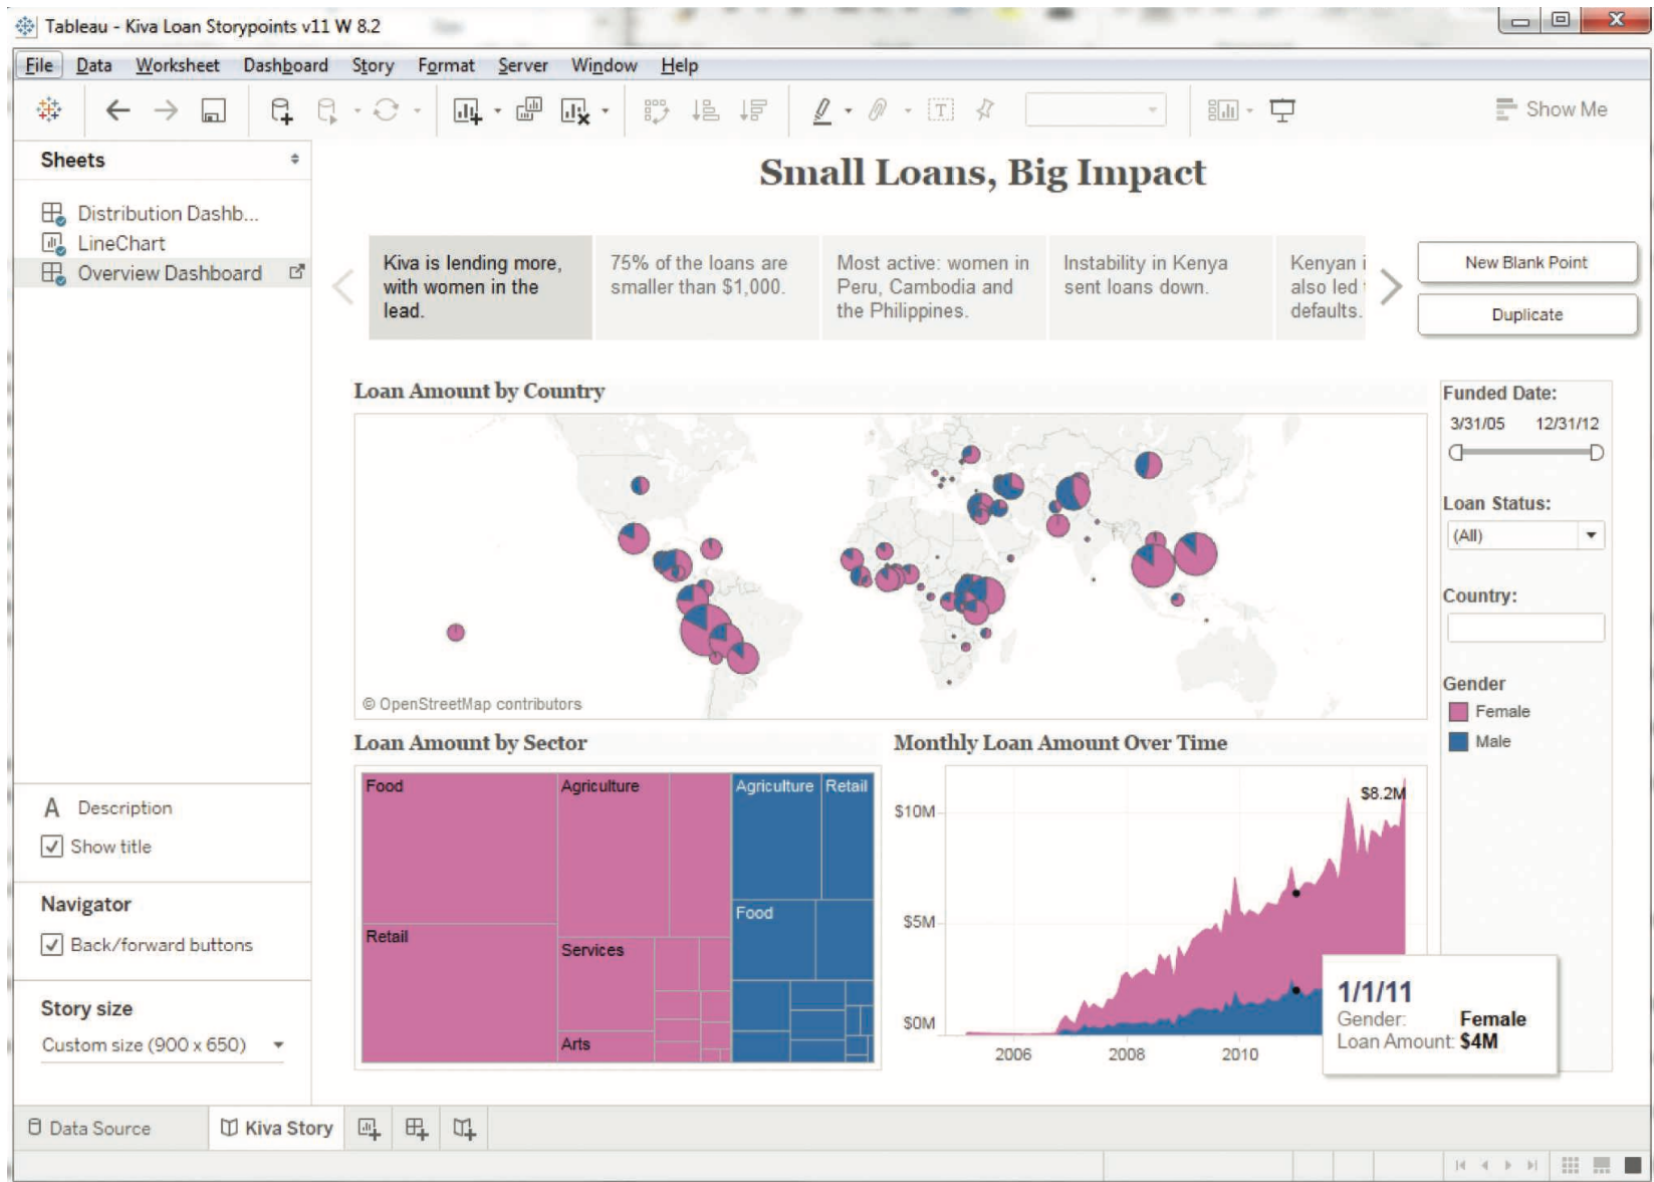 Tableau - Kiva Loan Storypoints v11 W 8.2
File Data Worksheet Dashboard Story Format Server Window Help
Show Me
Sheets
Distribution Dashb...
LineChart
Overview Dashboard
Small Loans, Big Impact
Kiva is lending more,
with women in the
lead.
75% of the loans are
smaller than $1,000.
Most active: women in
Peru, Cambodia and
the Philippines.
Instability in Kenya
sent loans down.
Kenyan i
also led
defaults.
New Blank Point
Duplicate
Loan Amount by Country
© OpenStreetMap contributors
Funded Date:
3/31/05 12/31/12
Loan Status:
(All)
Country:
Gender
Female
Male
Loan Amount by Sector
Food
Agriculture
Agriculture
Retail
Food
Retail
Services
Arts
Monthly Loan Amount Over Time
$8.2M
$10M
$5M
$0M
2006 2008 2010
1/1/11
Gender: Female
Loan Amount: $4M
A Description
Show title
Navigator
Back/forward buttons
Story size
Custom size (900 x 650)
Data Source
Kiva Story